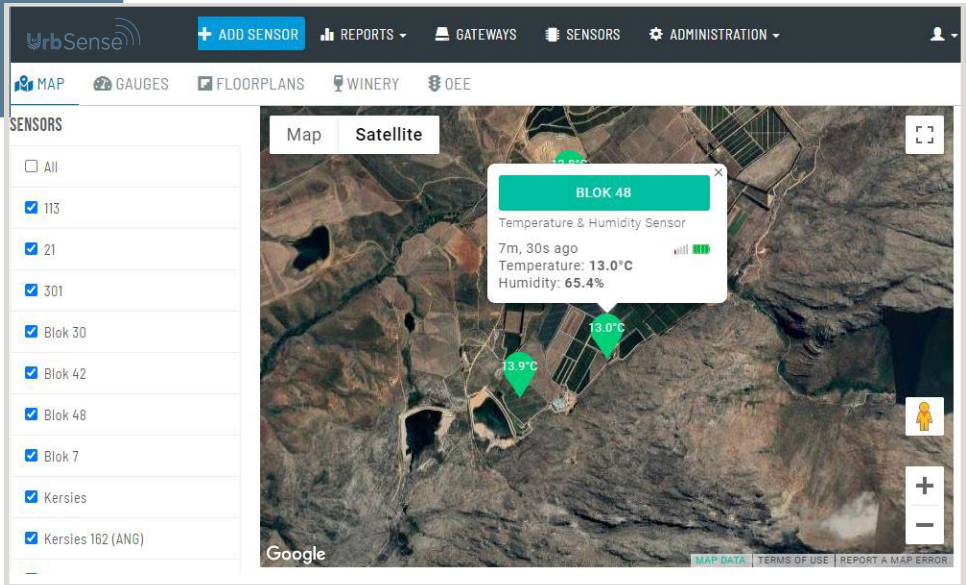 UrbSense
ADD SENSOR REPORTS GATEWAYS SENSORS ADMINISTRATION
MAP GAUGES FLOORPLANS WINERY OEE
SENSORS
All
113
21
301
Blok 30
Blok 42
Blok 48
Blok 7
Kersies
Kersies 162 (ANG)
Map Satellite
BLOK 48
Temperature & Humidity Sensor
7m, 30s ago
Temperature: 13.0°C
Humidity: 65.4%
13.0°C
13.9°C
Google
MAP DATA TERMS OF USE REPORT A MAP ERROR